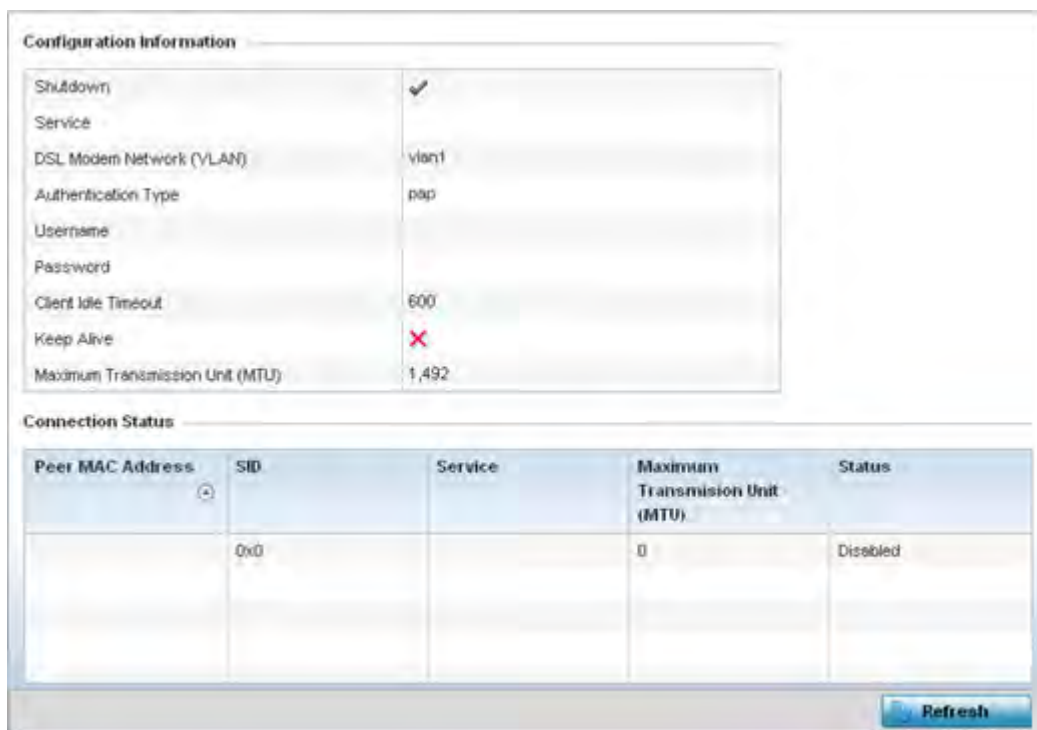 Configuration Information
Shutdown
Service
DSL Modem Network (VLAN) vlan1
Authentication Type pap
Username
Password
Client Idle Timeout 600
Keep Alive
Maximum Transmission Unit (MTU) 1,492
Connection Status
Peer MAC Address SID Service Maximum Transmision Unit (MTU) Status
0x0 0 Disabled
Refresh